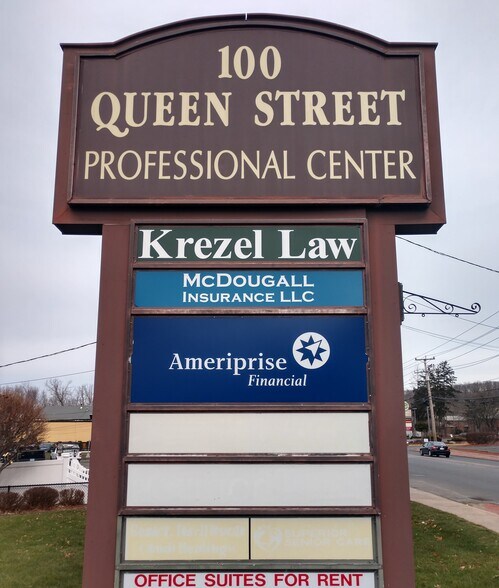 100
QUEEN STREET
PROFESSIONAL CENTER
Krezel Law
McDougall
Insurance LLC
Ameriprise
Financial
OFFICE SUITES FOR RENT